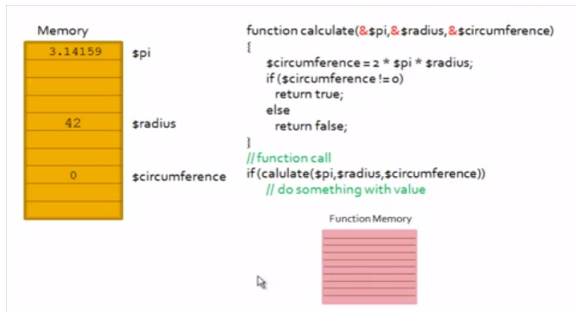 Memory
3.14159 $pi
42 $radius
0 $circumference
function calculate(&$pi,&$radius,&$circumference)
{
$circumference = 2 * $pi * $radius;
if ($circumference != 0)
return true;
else
return false;
}
// function call
if (calulate($pi,$radius,$circumference))
// do something with value
Function Memory